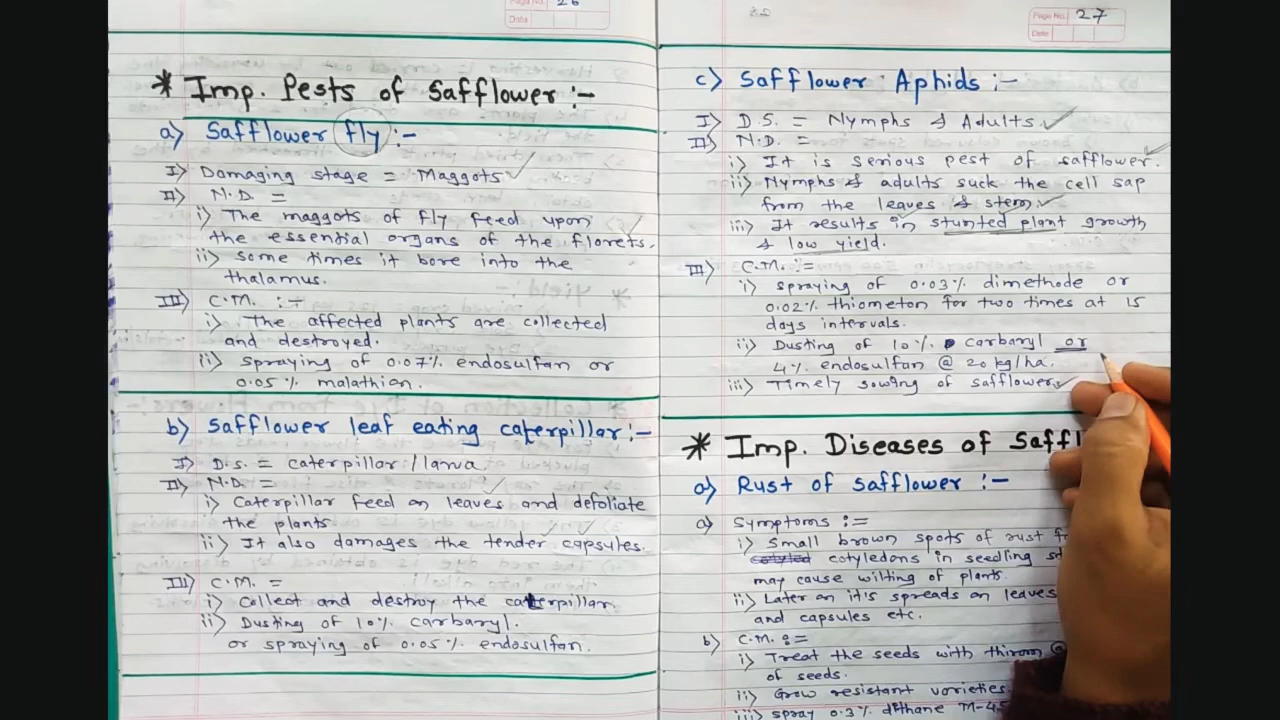 Page No. 26
Date
* Imp. Pests of Safflower :-
a) Safflower fly :-
I) Damaging stage = Maggots
II) N.D. =
i) The maggots of fly feed upon
the essential organs of the florets.
ii) some times it bore into the
thalamus.
III) C.M. :-
i) The affected plants are collected
and destroyed.
ii) spraying of 0.07% endosulfan or
0.05% malathion.
b) Safflower leaf eating caterpillar :-
I) D.S. = caterpillar / larva
II) N.D. =
i) Caterpillar feed on leaves and defoliate
the plants
ii) It also damages the tender capsules.
III) C.M. =
i) Collect and destroy the caterpillar.
ii) Dusting of 10% carbaryl.
or spraying of 0.05% endosulfan.
Page No. 27
Date
c) Safflower Aphids :-
I) D.S. = Nymphs & Adults
II) N.D. =
i) It is serious pest of safflower.
ii) Nymphs & adults suck the cell sap
from the leaves & stem.
iii) It results in stunted plant growth
& low yield.
III) C.M. :=
i) spraying of 0.03% dimethode or
0.02% thiometon for two times at 15
days intervals.
ii) Dusting of 10% carbaryl or
4% endosulfan @ 20 kg/ha.
iii) Timely sowing of safflower.
* Imp. Diseases of Saffl
a) Rust of safflower :-
a) Symptoms :=
i) Small brown spots of rust
cotyledons in seedling
may cause wilting of plants.
ii) Later on it's spreads on leaves
and capsules etc.
b) C.M. :=
i) Treat the seeds with thiram @
of seeds.
ii) Grow resistant varieties.
iii) spray 0.3% dithane M-45